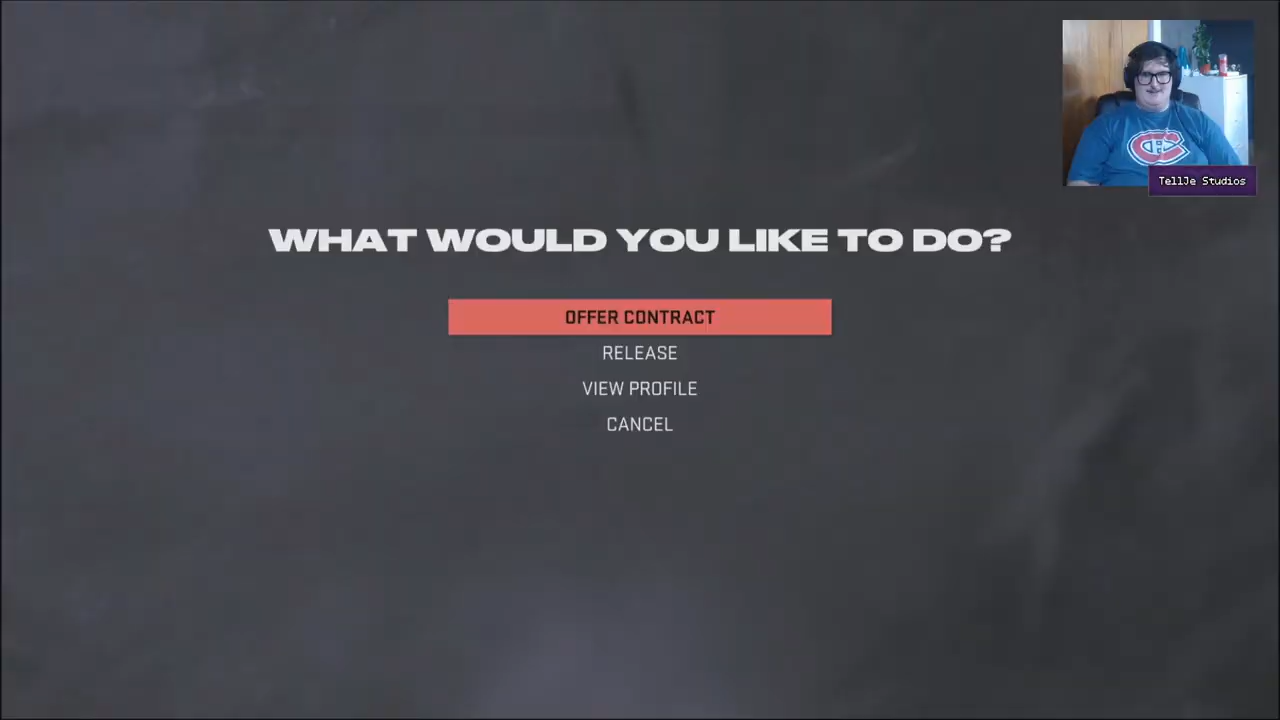 TellJe Studios
WHAT WOULD YOU LIKE TO DO?
OFFER CONTRACT
RELEASE
VIEW PROFILE
CANCEL